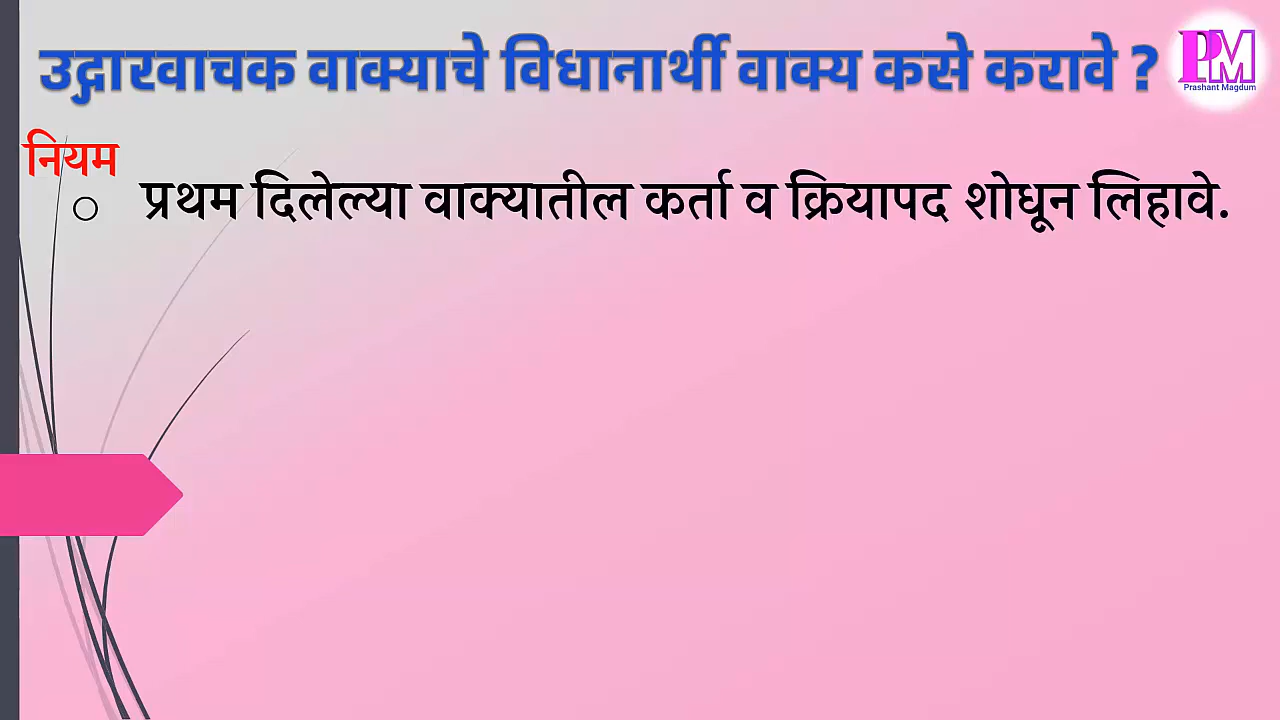 उद्गारवाचक वाक्याचे विधानार्थी वाक्य कसे करावे ?
PM
Prashant Magdum
नियम
प्रथम दिलेल्या वाक्यातील कर्ता व क्रियापद शोधून लिहावे.